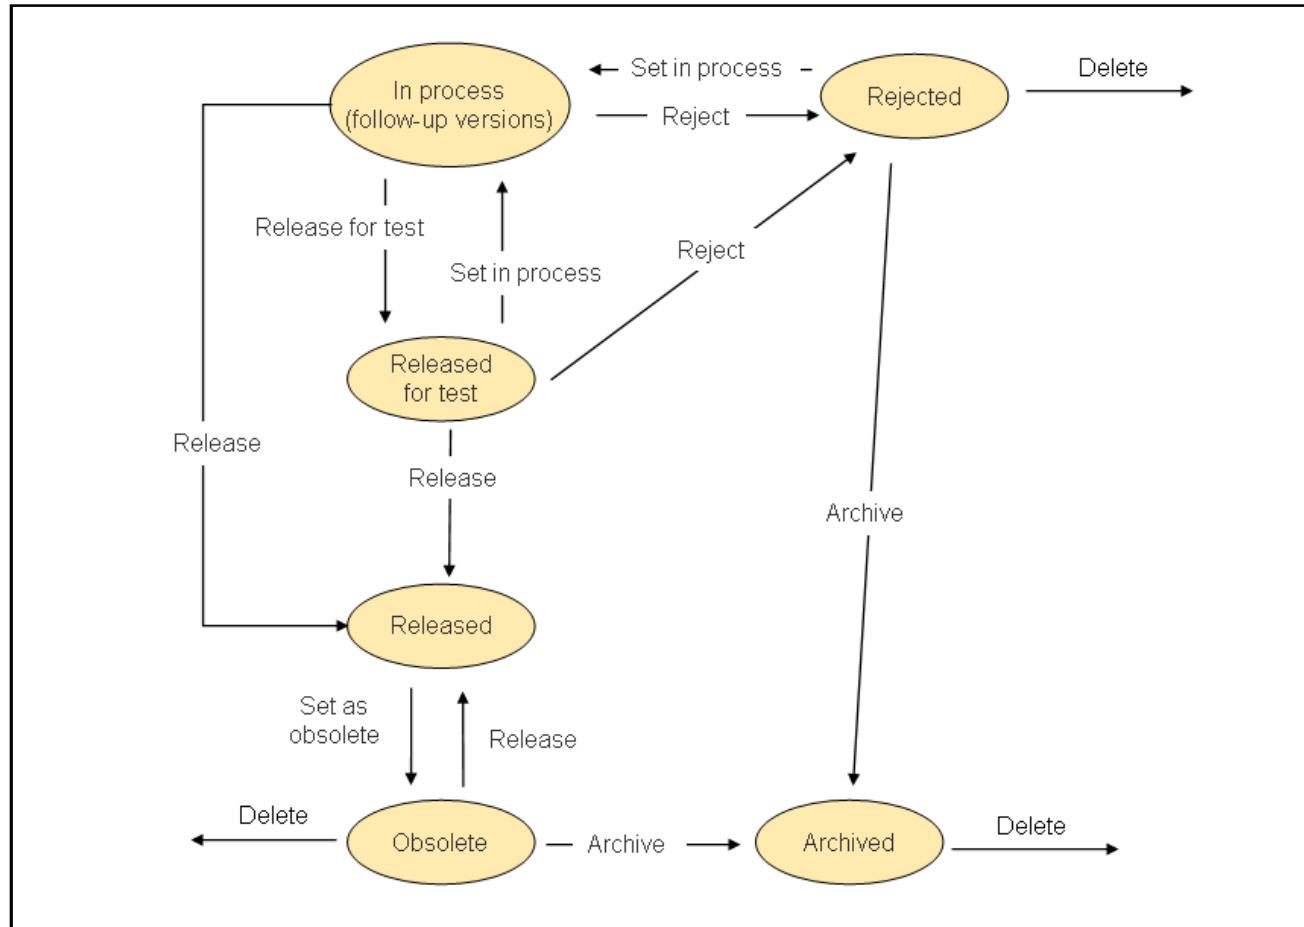 Set in process
Delete
In process
(follow-up versions)
Rejected
Reject
Release for test
Reject
Set in process
Released
for test
Release
Release
Archive
Released
Set as
obsolete
Release
Delete
Obsolete
Archive
Archived
Delete